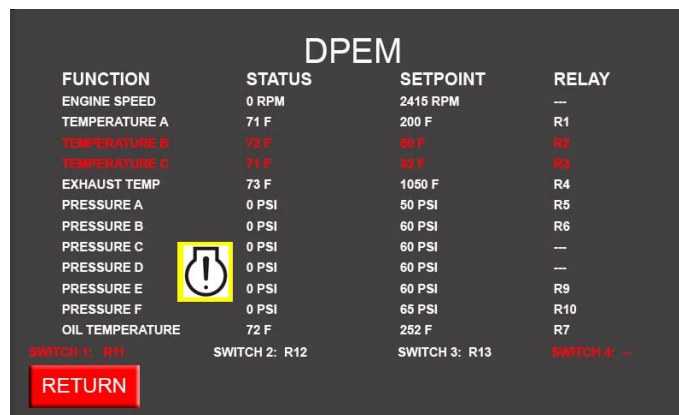 DPEM
FUNCTION STATUS SETPOINT RELAY
ENGINE SPEED 0 RPM 2415 RPM ---
TEMPERATURE A 71 F 200 F R1
TEMPERATURE B 72 F 50 F R2
TEMPERATURE C 71 F 32 F R3
EXHAUST TEMP 73 F 1050 F R4
PRESSURE A 0 PSI 50 PSI R5
PRESSURE B 0 PSI 60 PSI R6
PRESSURE C 0 PSI 60 PSI ---
PRESSURE D 0 PSI 60 PSI ---
PRESSURE E 0 PSI 60 PSI R9
PRESSURE F 0 PSI 65 PSI R10
OIL TEMPERATURE 72 F 252 F R7
SWITCH 1: R11 SWITCH 2: R12 SWITCH 3: R13 SWITCH 4: --
RETURN